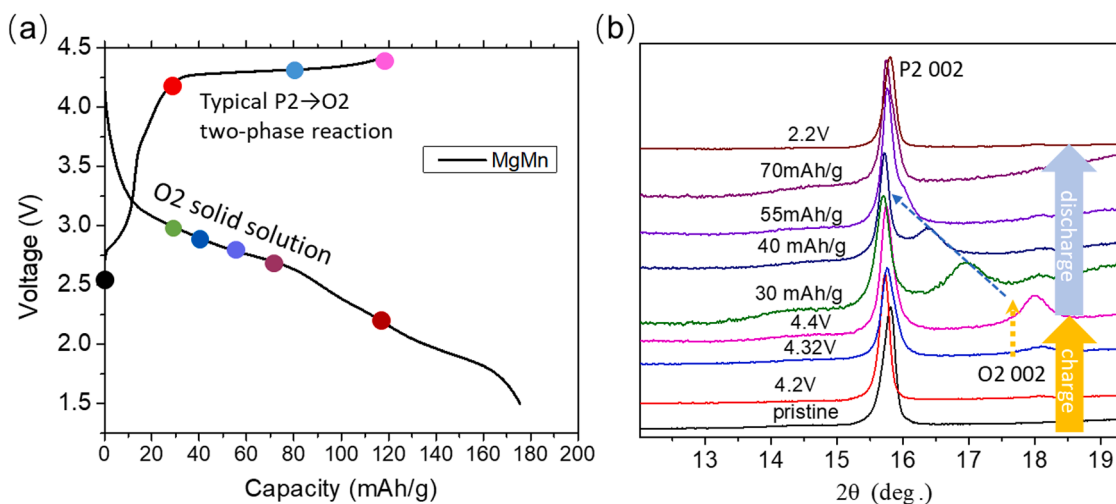 (a)
4.5
4.0
3.5
3.0
2.5
2.0
1.5
Voltage (V)
0 20 40 60 80 100 120 140 160 180 200
Capacity (mAh/g)
Typical P2→O2
two-phase reaction
MgMn
O2 solid solution
(b)
P2 002
2.2V
70mAh/g
55mAh/g
40 mAh/g
30 mAh/g
4.4V
4.32V
4.2V
pristine
O2 002
discharge
charge
13 14 15 16 17 18 19
2θ (deg.)